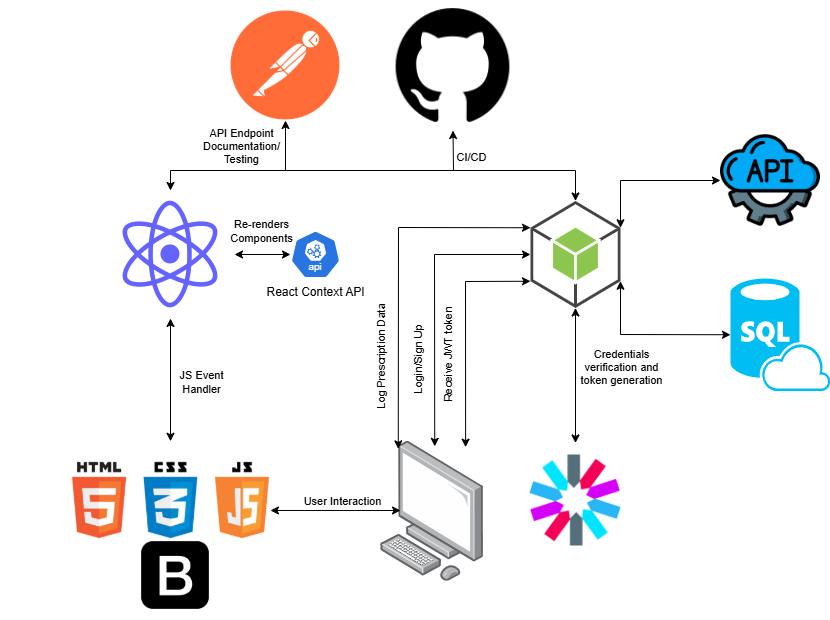 API Endpoint
Documentation/
Testing
CI/CD
API
Re-renders
Components
api
React Context API
SQL
Log Prescription Data
Login/Sign Up
Receive JWT token
Credentials
verification and
token generation
JS Event
Handler
HTML
CSS
JS
5
3
JS
User Interaction
B